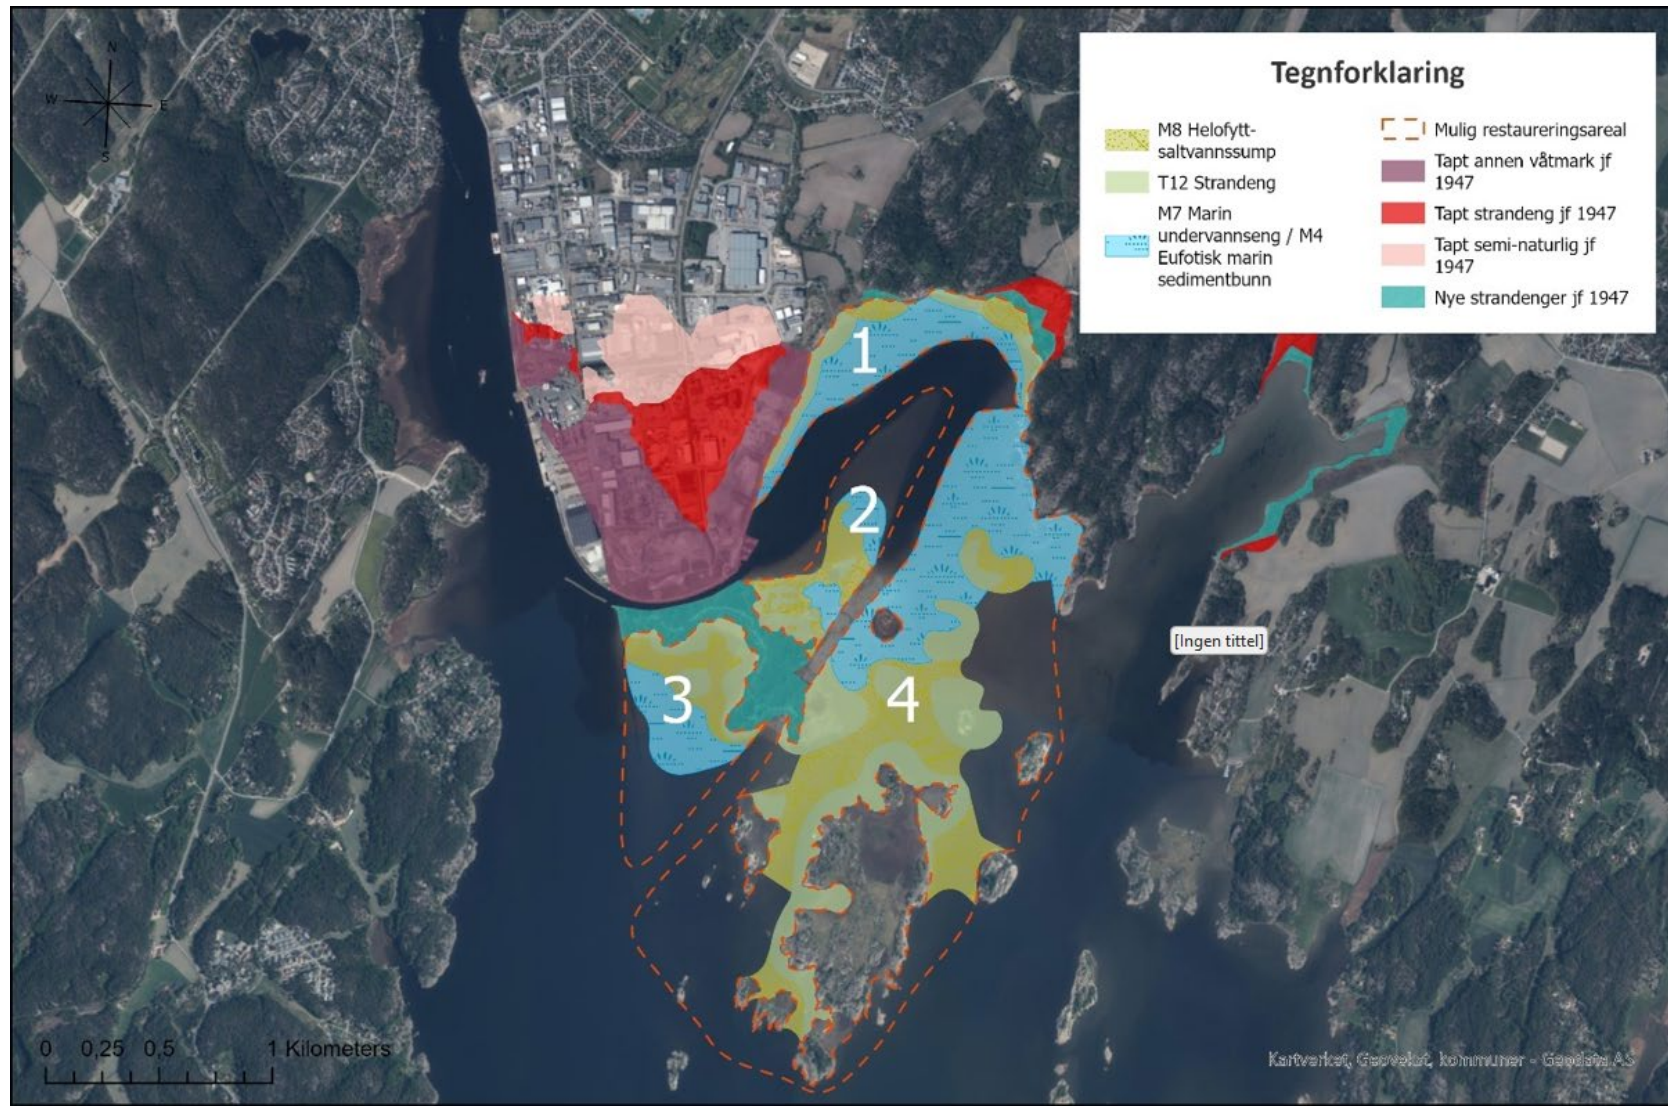 N
W E
S
Tegnforklaring
M8 Helofytt-
saltvannssump
T12 Strandeng
M7 Marin
undervannseng / M4
Eufotisk marin
sedimentbunn
Mulig restaureringsareal
Tapt annen våtmark jf
1947
Tapt strandeng jf 1947
Tapt semi-naturlig jf
1947
Nye strandenger jf 1947
1
2
3
4
[Ingen tittel]
0 0,25 0,5 1 Kilometers
Kartverket, Geovekst, kommuner - Geodata AS